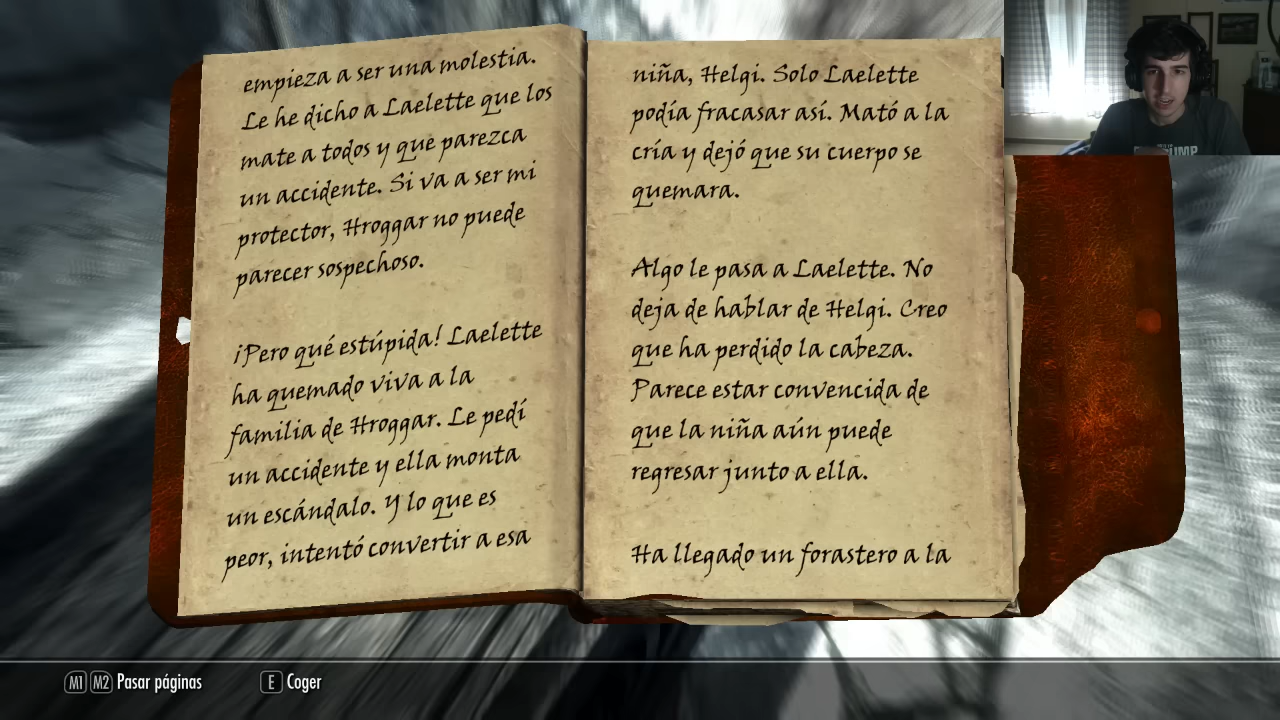 empieza a ser una molestia.
Le he dicho a Laelette que los
mate a todos y que parezca
un accidente. Si va a ser mi
protector, Hroggar no puede
parecer sospechoso.
¡Pero qué estúpida! Laelette
ha quemado viva a la
familia de Hroggar. Le pedí
un accidente y ella monta
un escándalo. Y lo que es
peor, intentó convertir a esa
niña, Helgi. Solo Laelette
podía fracasar así. Mató a la
cría y dejó que su cuerpo se
quemara.
Algo le pasa a Laelette. No
deja de hablar de Helgi. Creo
que ha perdido la cabeza.
Parece estar convencida de
que la niña aún puede
regresar junto a ella.
Ha llegado un forastero a la
M1 M2 Pasar páginas
E Coger